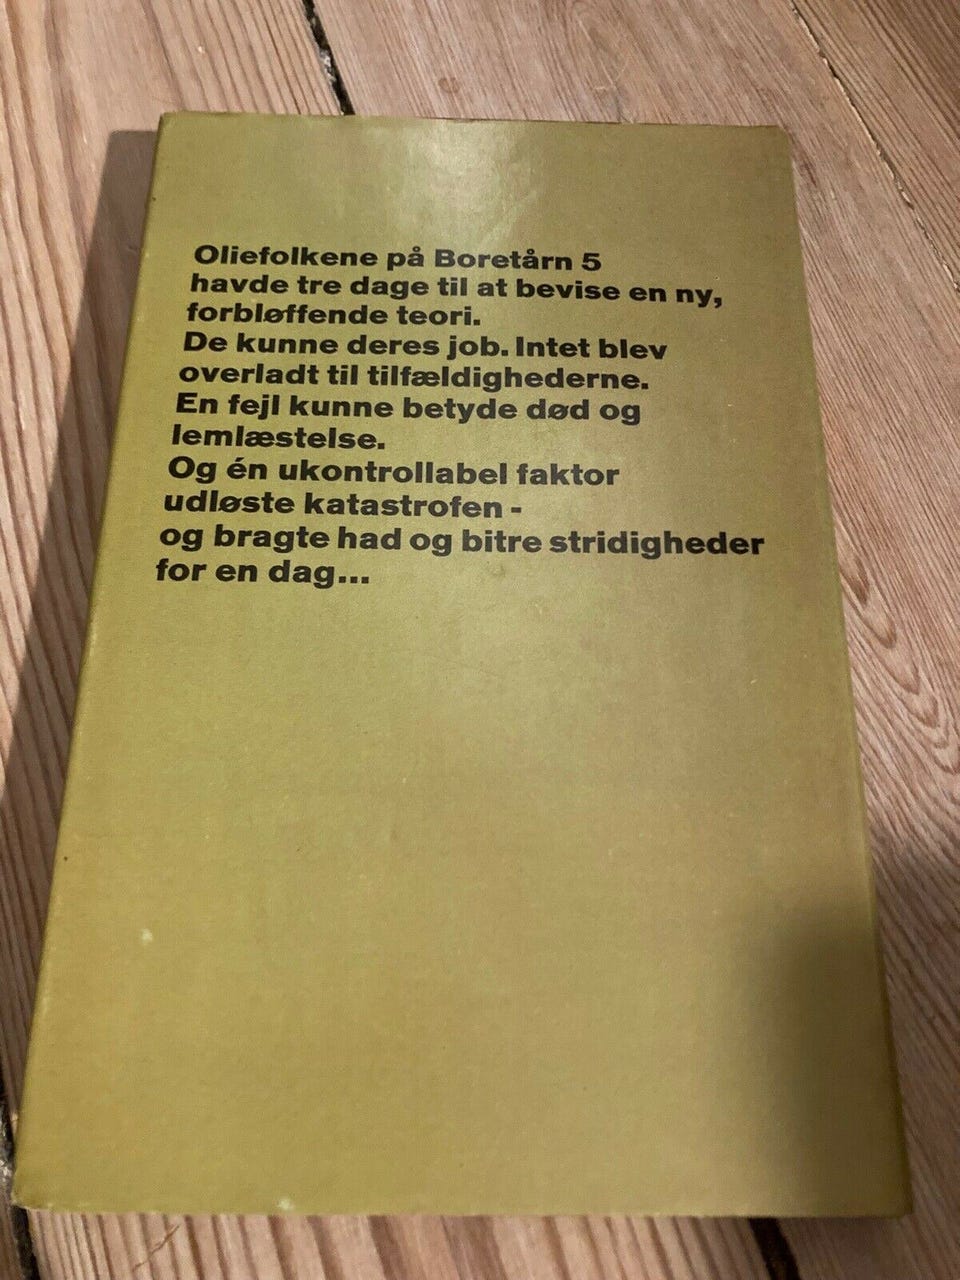 Oliefolkene på Boretårn 5
havde tre dage til at bevise en ny,
forbløffende teori.
De kunne deres job. Intet blev
overladt til tilfældighederne.
En fejl kunne betyde død og
lemlæstelse.
Og én ukontrollabel faktor
udløste katastrofen -
og bragte had og bitre stridigheder
for en dag...